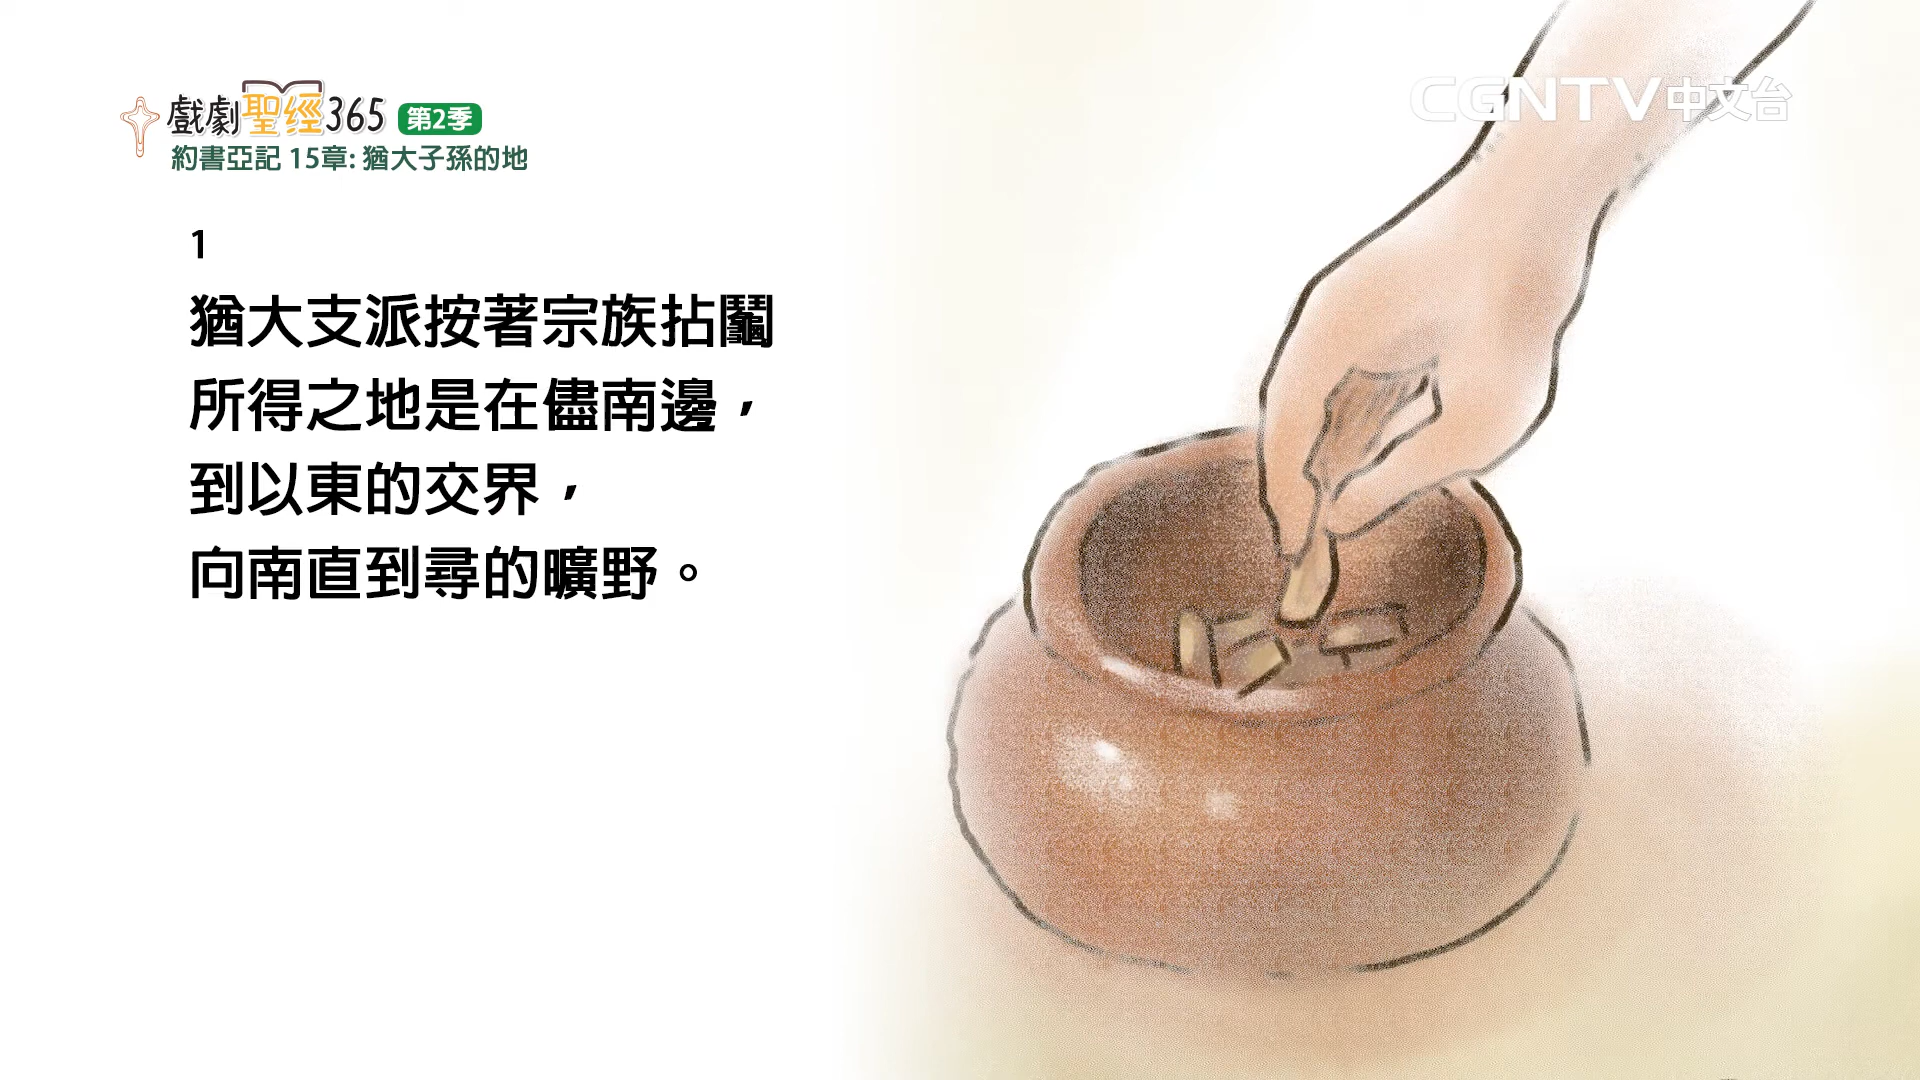 戲劇聖經365 第2季
CGNTV中文台
約書亞記 15章: 猶大子孫的地
1
猶大支派按著宗族拈鬮
所得之地是在儘南邊，
到以東的交界，
向南直到尋的曠野。